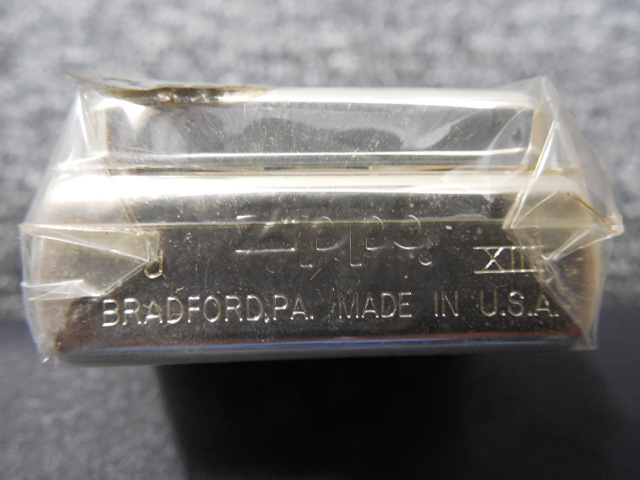 J Zippo ® XIII
BRADFORD,PA. MADE IN U.S.A.